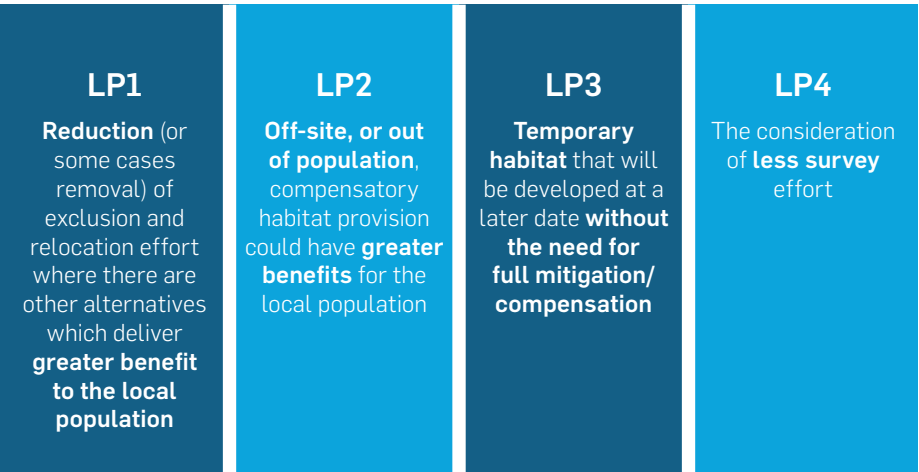 LP1
Reduction (or
some cases
removal) of
exclusion and
relocation effort
where there are
other alternatives
which deliver
greater benefit
to the local
population
LP2
Off-site, or out
of population,
compensatory
habitat provision
could have greater
benefits for the
local population
LP3
Temporary
habitat that will
be developed at a
later date without
the need for
full mitigation/
compensation
LP4
The consideration
of less survey
effort